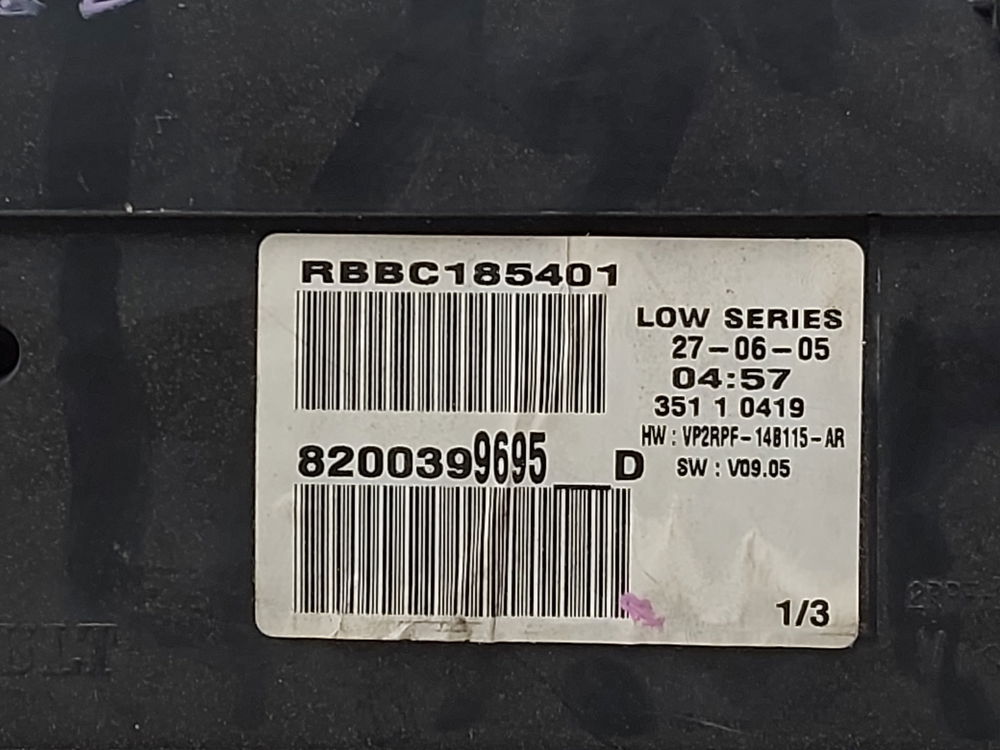 RBBC185401
LOW SERIES
27-06-05
04:57
351 1 0419
HW : VP2RPF-14B115-AR
8200399695__D
SW : V09.05
1/3